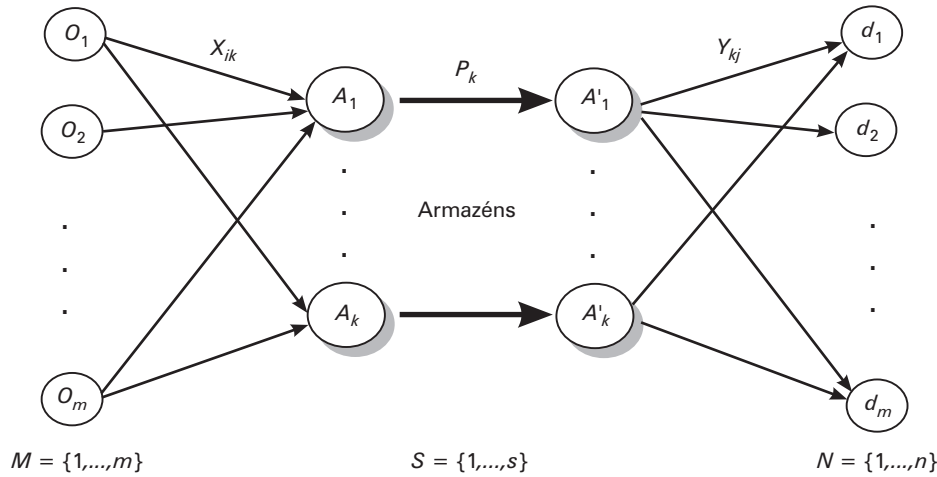 O1
Xik
Pk
Ykj
d1
A1
A'1
O2
d2
Armazéns
Ak
A'k
Om
dm
M = {1,...,m}
S = {1,...,s}
N = {1,...,n}